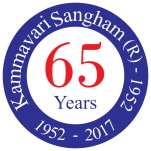 Kammavari Sangham (R) - 1952
65
Years
1952 - 2017